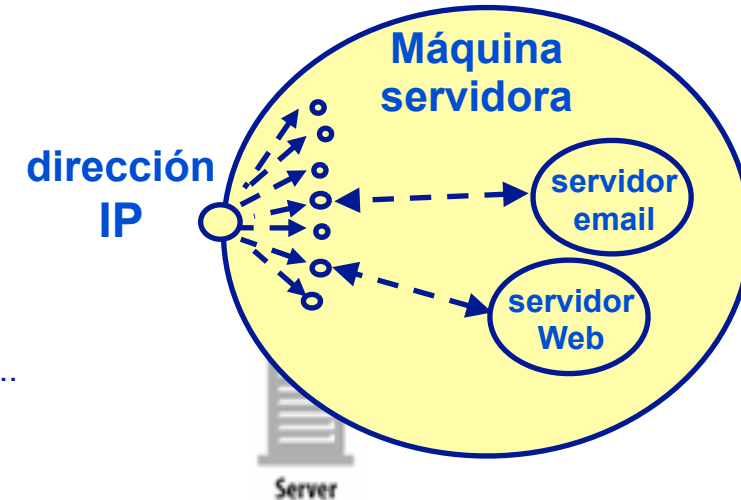 Máquina
servidora
dirección
IP
servidor
email
servidor
Web
..
Server